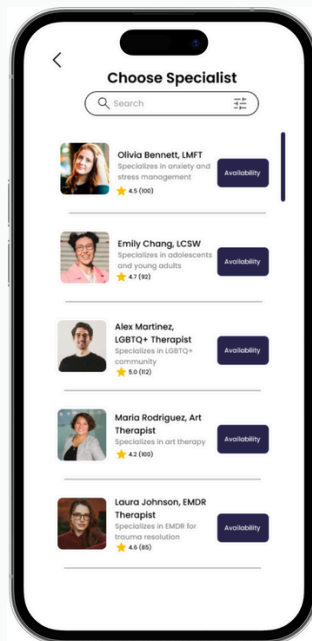 Choose Specialist
Search
Olivia Bennett, LMFT
Specializes in anxiety and
stress management
4.5 (100)
Availability
Emily Chang, LCSW
Specializes in adolescents
and young adults
4.7 (92)
Availability
Alex Martinez,
LGBTQ+ Therapist
Specializes in LGBTQ+
community
5.0 (112)
Availability
Maria Rodriguez, Art
Therapist
Specializes in art therapy
4.2 (100)
Availability
Laura Johnson, EMDR
Therapist
Specializes in EMDR for
trauma resolution
4.6 (85)
Availability